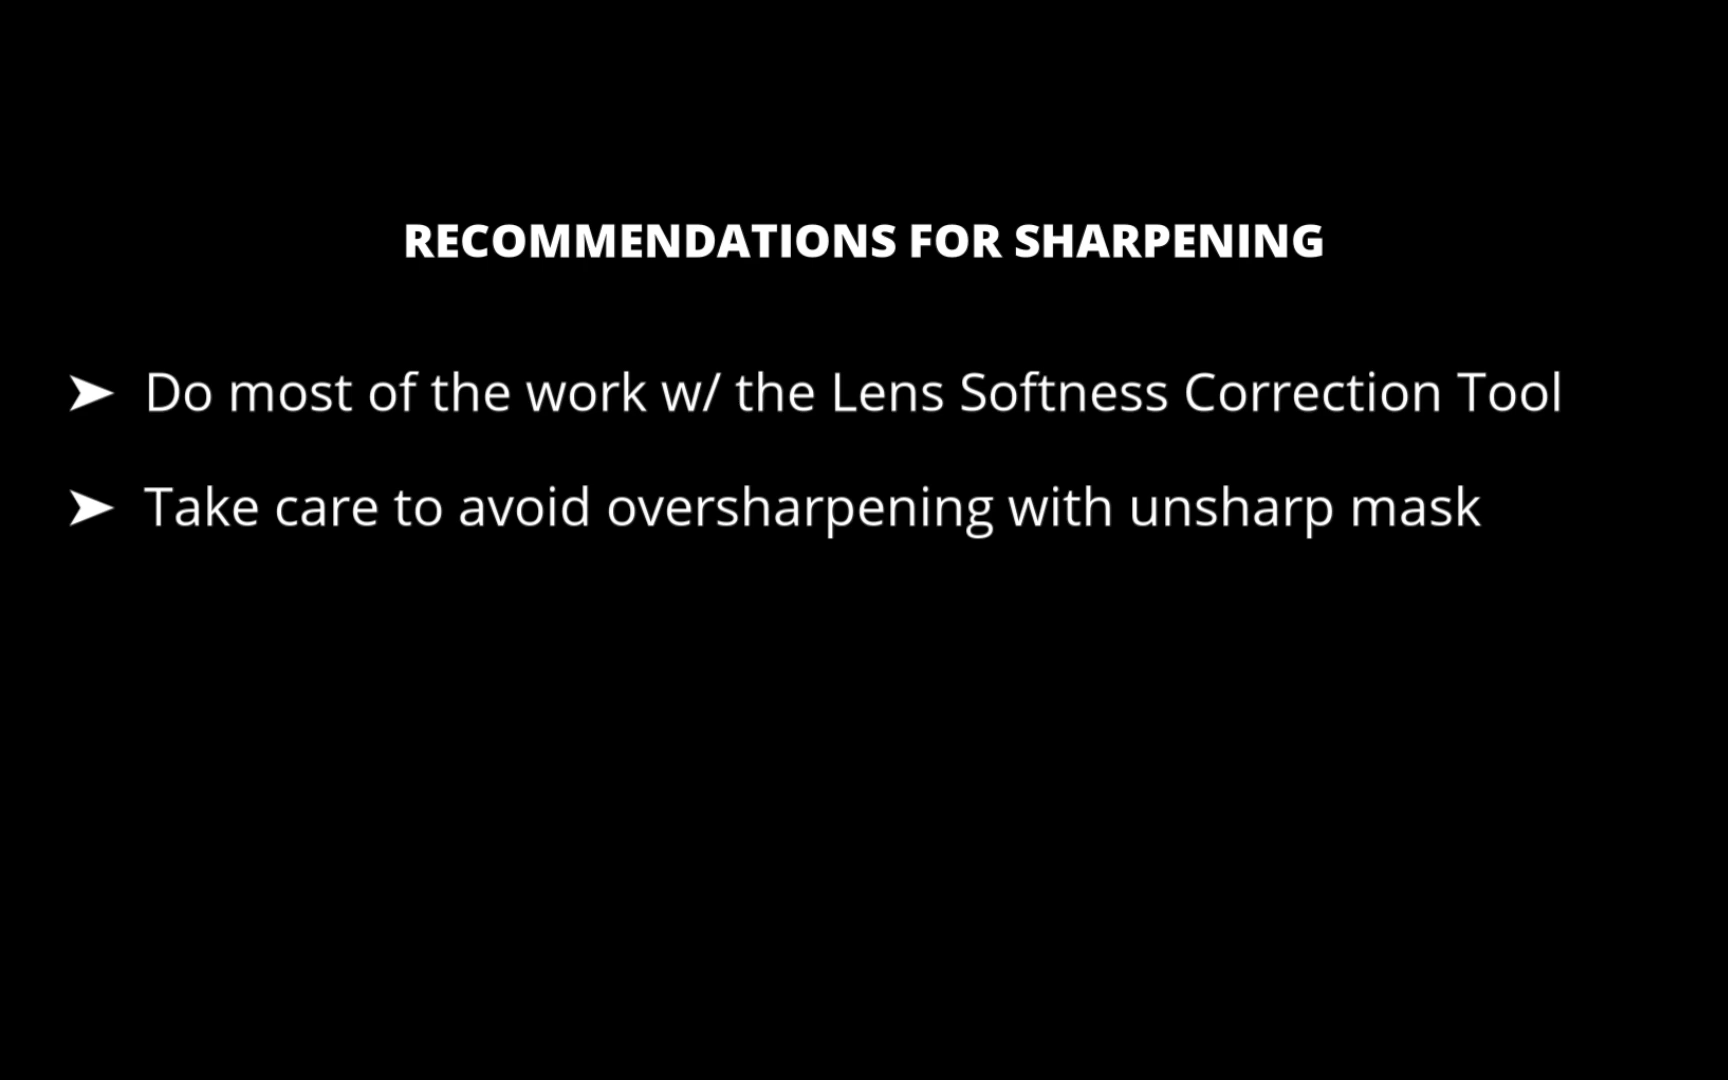 RECOMMENDATIONS FOR SHARPENING
➤ Do most of the work w/ the Lens Softness Correction Tool
➤ Take care to avoid oversharpening with unsharp mask